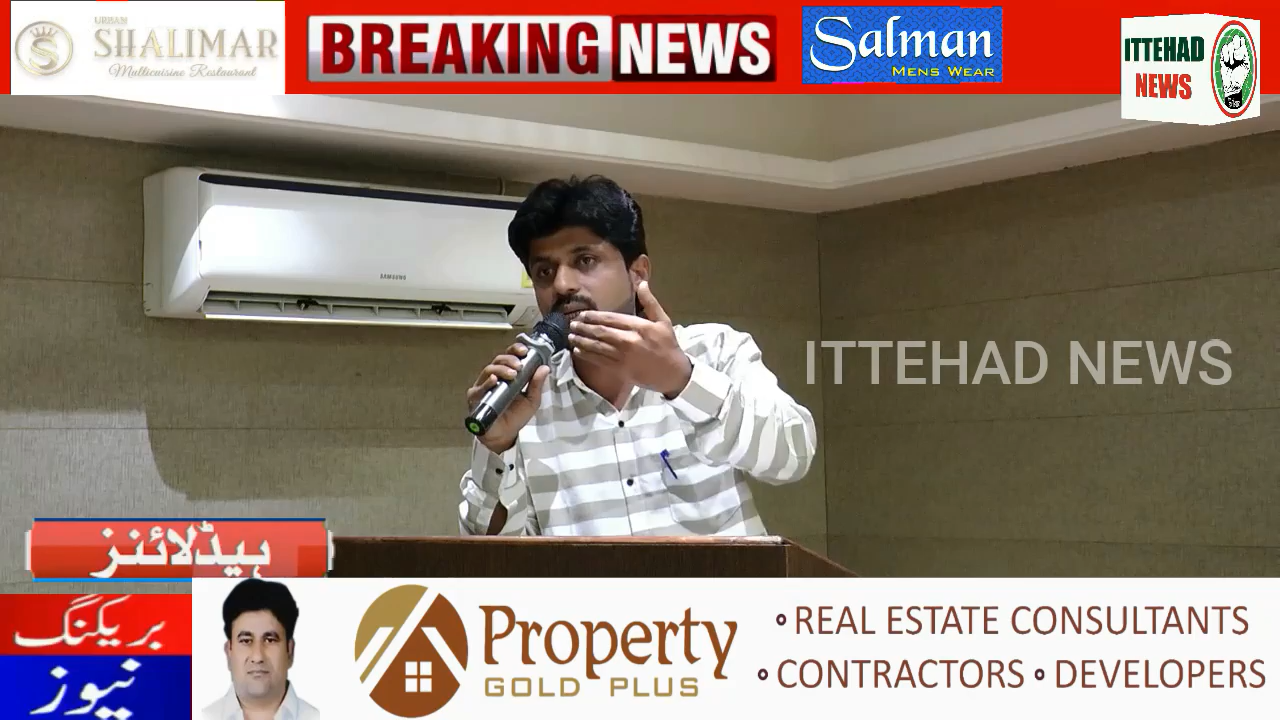 URBAN
SHALIMAR
Multicuisine Restaurant
BREAKING NEWS
Salman
MENS WEAR
ITTEHAD
NEWS
SAMSUNG
ITTEHAD NEWS
ہیڈلائنز
بریکنگ
نیوز
Property
GOLD PLUS
• REAL ESTATE CONSULTANTS
• CONTRACTORS • DEVELOPERS